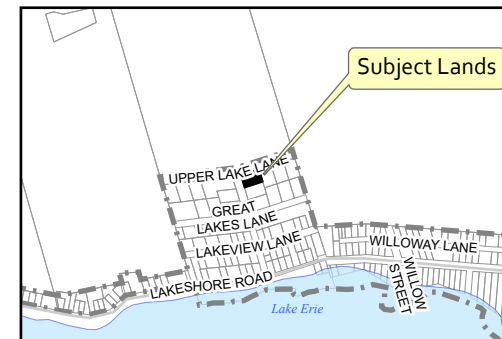 Subject Lands
UPPER LAKE LANE
GREAT
LAKES LANE
LAKEVIEW LANE
WILLOWAY LANE
LAKESHORE ROAD
WILLOW
STREET
Lake Erie